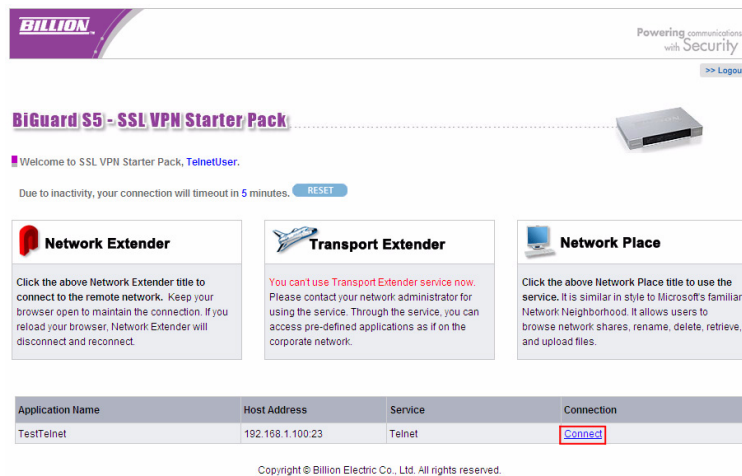 BILLION
Powering communications
with Security
>> Logou
BiGuard S5 - SSL VPN Starter Pack
Welcome to SSL VPN Starter Pack, TelnetUser.
Due to inactivity, your connection will timeout in 5 minutes. RESET
Network Extender
Click the above Network Extender title to
connect to the remote network. Keep your
browser open to maintain the connection. If you
reload your browser, Network Extender will
disconnect and reconnect.
Transport Extender
You can't use Transport Extender service now.
Please contact your network administrator for
using the service. Through the service, you can
access pre-defined applications as if on the
corporate network.
Network Place
Click the above Network Place title to use the
service. It is similar in style to Microsoft's familiar
Network Neighborhood. It allows users to
browse network shares, rename, delete, retrieve,
and upload files.
Application Name Host Address Service Connection
TestTelnet 192.168.1.100:23 Telnet Connect
Copyright © Billion Electric Co., Ltd. All rights reserved.